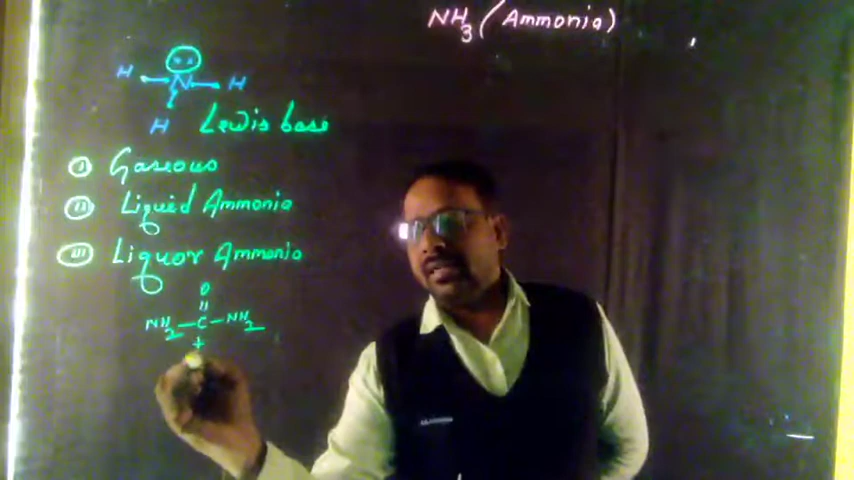 NH3 (Ammonia)
H N H
H Lewis base
(i) Gaseous
(ii) Liquid Ammonia
(iii) Liquor Ammonia
O
NH2 — C — NH2
+